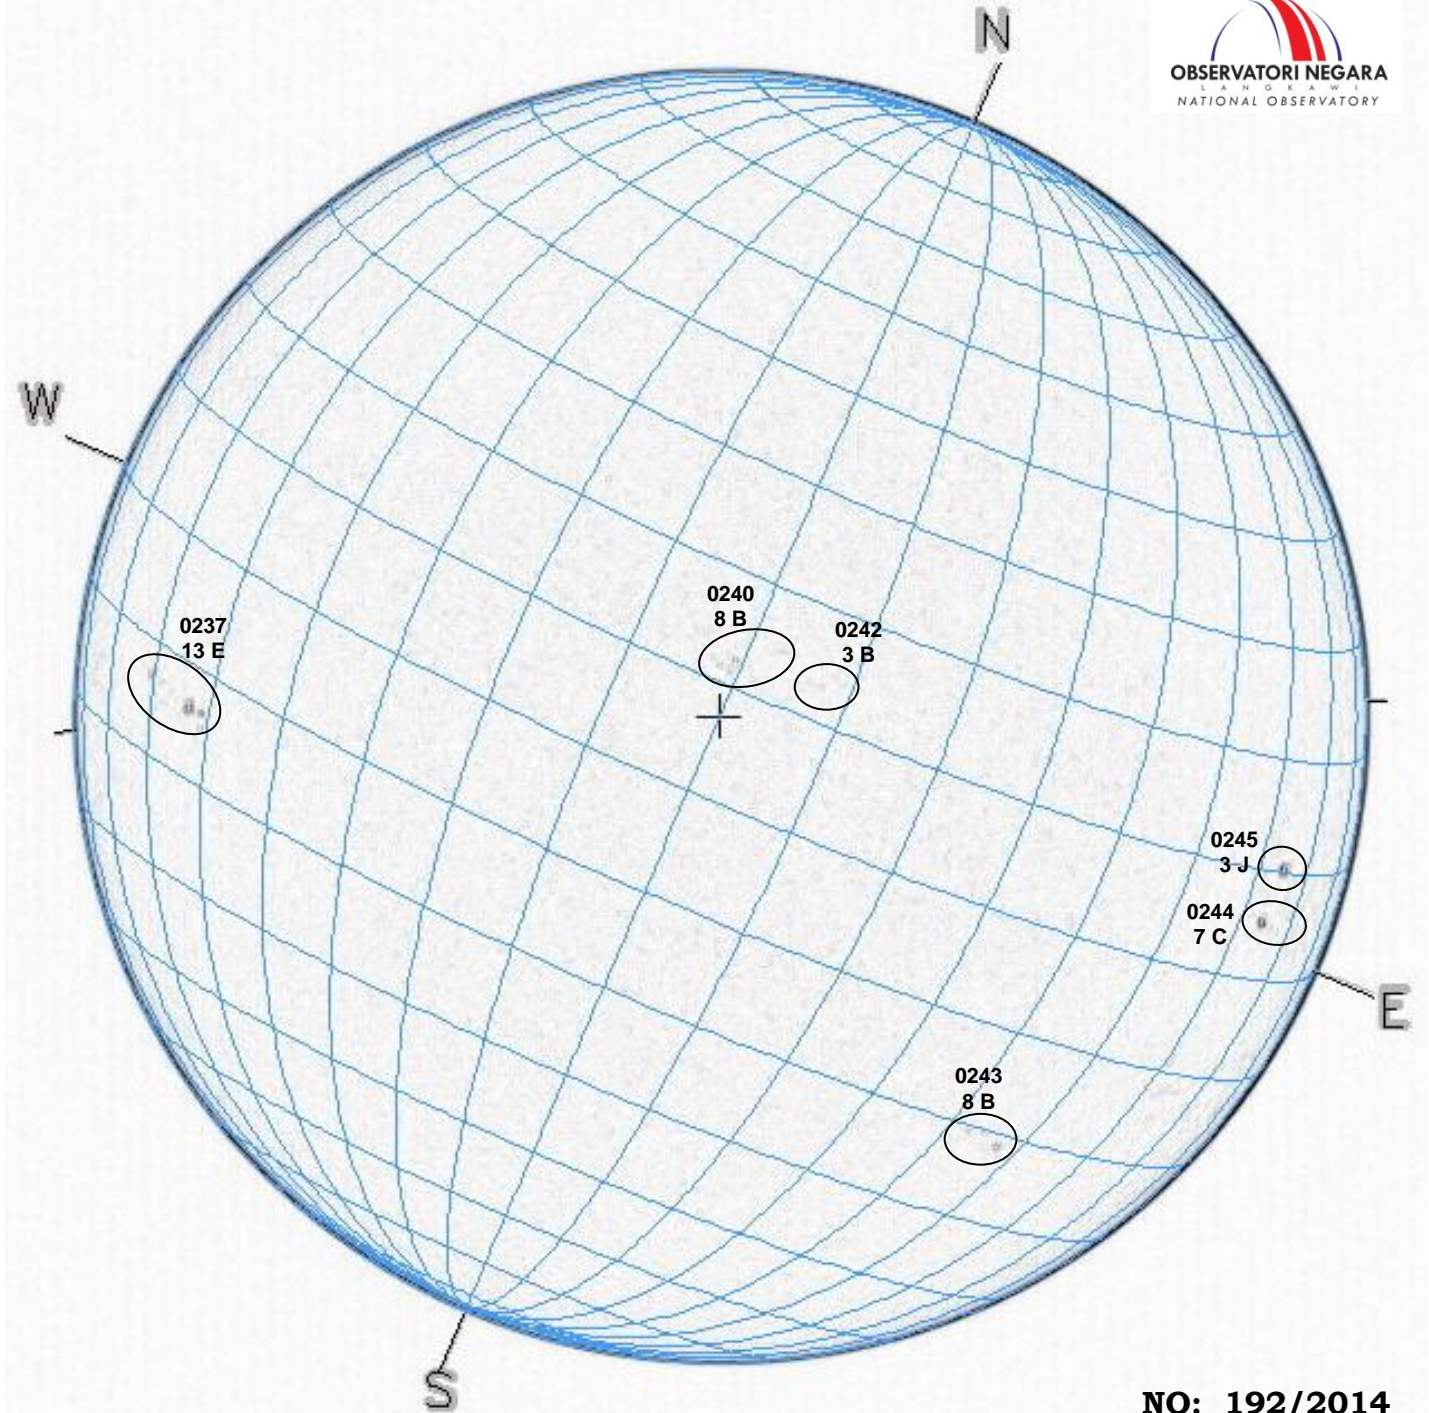 N
OBSERVATORI NEGARA
LANGKAWI
NATIONAL OBSERVATORY
W
0240
8 B
0237
13 E
0242
3 B
0245
3 J
0244
7 C
E
0243
8 B
S
NO: 192/2014